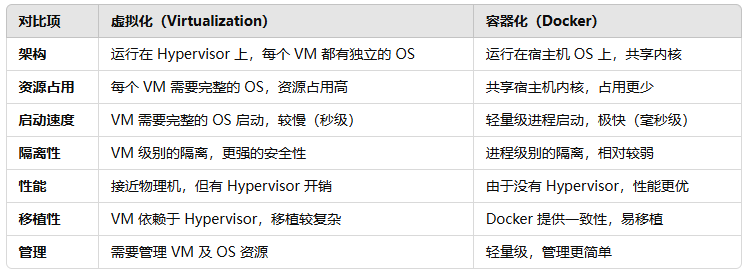 对比项 虚拟化（Virtualization） 容器化（Docker）
架构 运行在 Hypervisor 上，每个 VM 都有独立的 OS 运行在宿主机 OS 上，共享内核
资源占用 每个 VM 需要完整的 OS，资源占用高 共享宿主机内核，占用更少
启动速度 VM 需要完整的 OS 启动，较慢（秒级） 轻量级进程启动，极快（毫秒级）
隔离性 VM 级别的隔离，更强的安全性 进程级别的隔离，相对较弱
性能 接近物理机，但有 Hypervisor 开销 由于没有 Hypervisor，性能更优
移植性 VM 依赖于 Hypervisor，移植较复杂 Docker 提供一致性，易移植
管理 需要管理 VM 及 OS 资源 轻量级，管理更简单